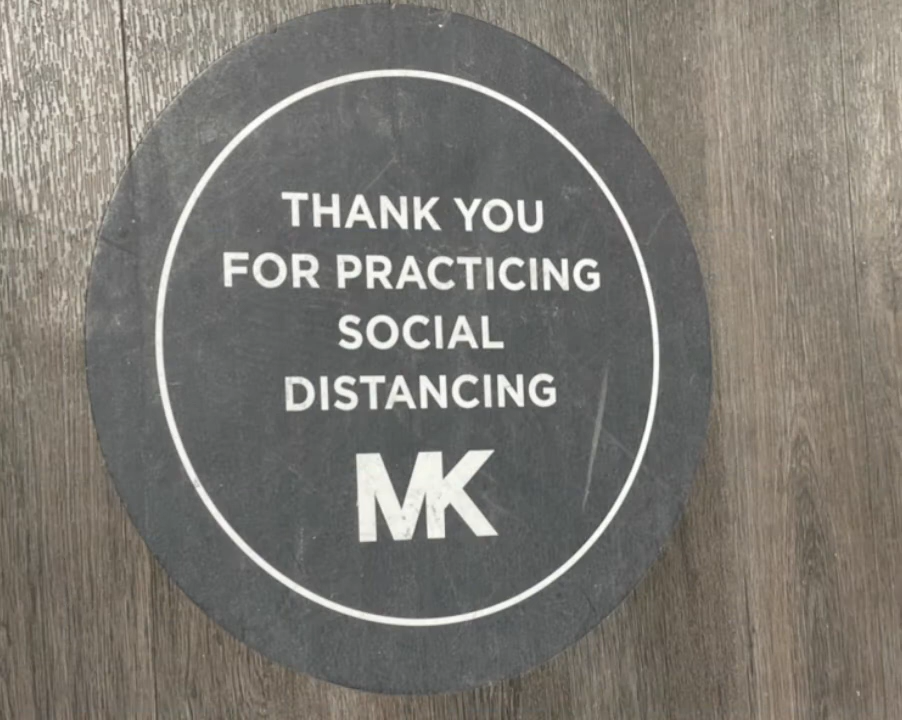 THANK YOU
FOR PRACTICING
SOCIAL
DISTANCING
MK